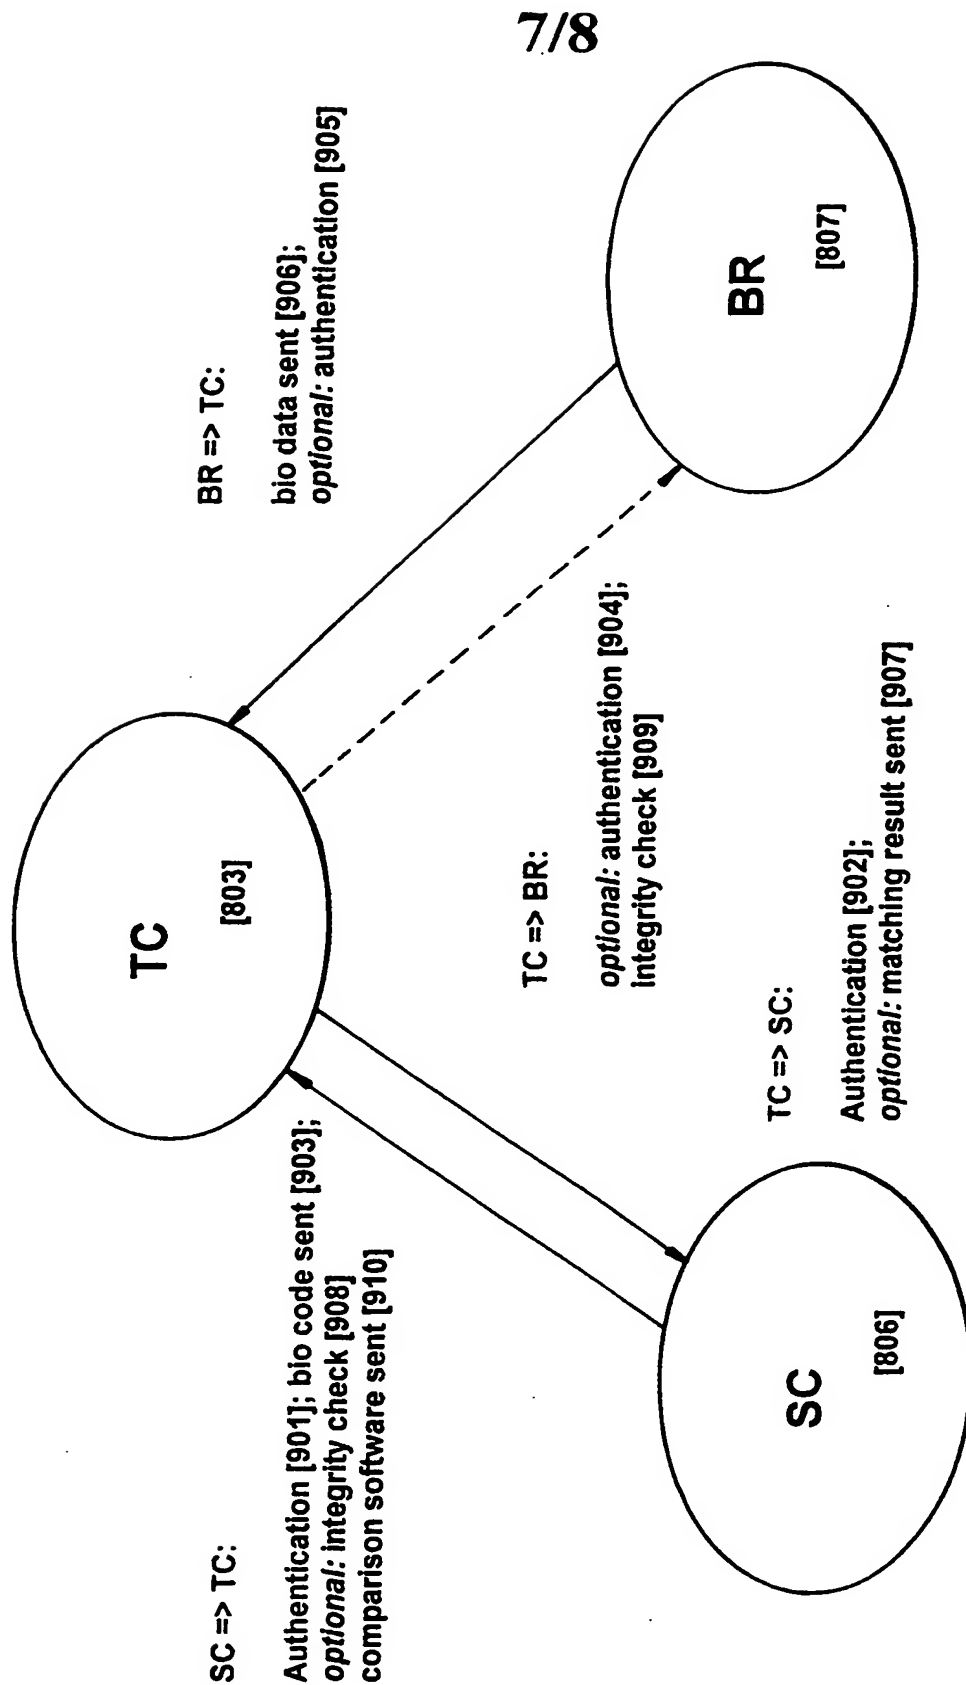 7/8
SC => TC:
Authentication [901]; bio code sent [903];
optional: integrity check [908]
comparison software sent [910]
TC
[803]
BR => TC:
bio data sent [906];
optional: authentication [905]
TC => BR:
optional: authentication [904];
integrity check [909]
TC => SC:
Authentication [902];
optional: matching result sent [907]
SC
[806]
BR
[807]